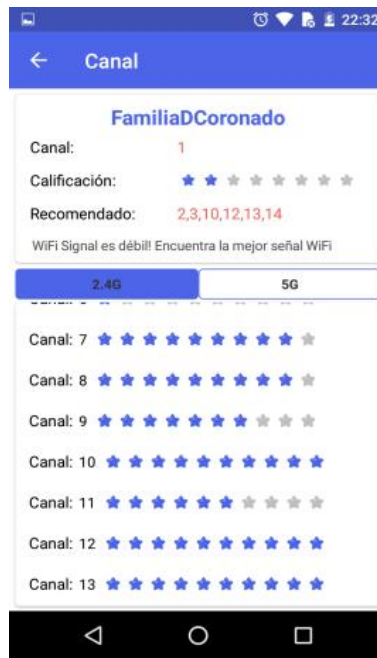 22:32
Canal
FamiliaDCoronado
Canal: 1
Calificación:
Recomendado: 2,3,10,12,13,14
WiFi Signal es débil! Encuentra la mejor señal WiFi
2.4G 5G
Canal: 7
Canal: 8
Canal: 9
Canal: 10
Canal: 11
Canal: 12
Canal: 13